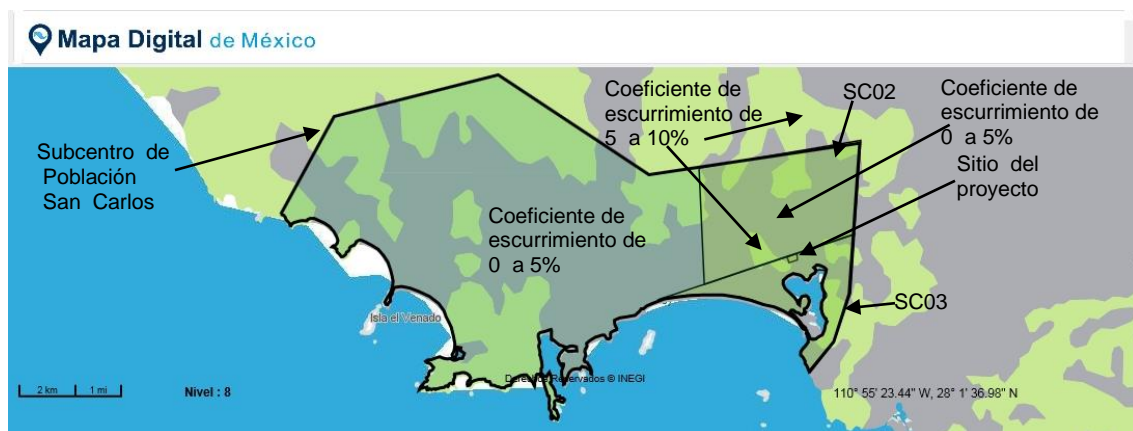 Mapa Digital de México
Coeficiente de
escurrimiento de
5 a 10%
SC02
Coeficiente de
escurrimiento de
0 a 5%
Sitio del
proyecto
Subcentro de
Población
San Carlos
Coeficiente de
escurrimiento de
0 a 5%
SC03
Isla el Venado
2 km
1 mi
Nivel : 8
Reservados © INEGI
110° 55' 23.44" W, 28° 1' 36.98" N